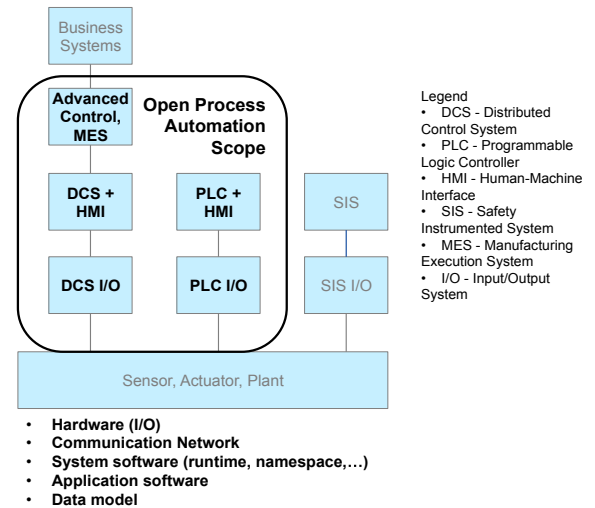 Business
Systems
Advanced
Control,
MES
Open Process
Automation
Scope
DCS +
HMI
PLC +
HMI
SIS
DCS I/O
PLC I/O
SIS I/O
Sensor, Actuator, Plant
Legend
• DCS - Distributed
Control System
• PLC - Programmable
Logic Controller
• HMI - Human-Machine
Interface
• SIS - Safety
Instrumented System
• MES - Manufacturing
Execution System
• I/O - Input/Output
System
• Hardware (I/O)
• Communication Network
• System software (runtime, namespace,…)
• Application software
• Data model